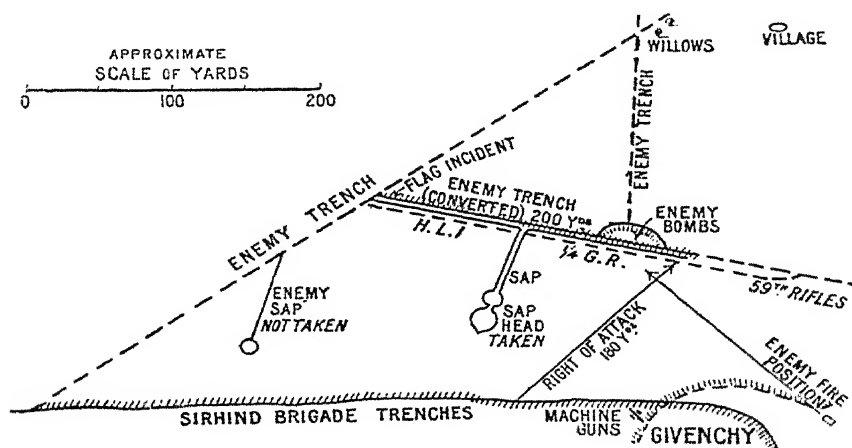 APPROXIMATE
SCALE OF YARDS
0 100 200
WILLOWS
VILLAGE
ENEMY TRENCH
FLAG INCIDENT
ENEMY TRENCH
(CONVERTED) 200 Yds
ENEMY TRENCH
ENEMY
BOMBS
H.L.I
1/4 G.R.
59TH RIFLES
ENEMY
SAP
NOT TAKEN
SAP
SAP
HEAD
TAKEN
RIGHT OF ATTACK
180 Yds
ENEMY FIRE
POSITION?
SIRHIND BRIGADE TRENCHES
MACHINE
GUNS
GIVENCHY